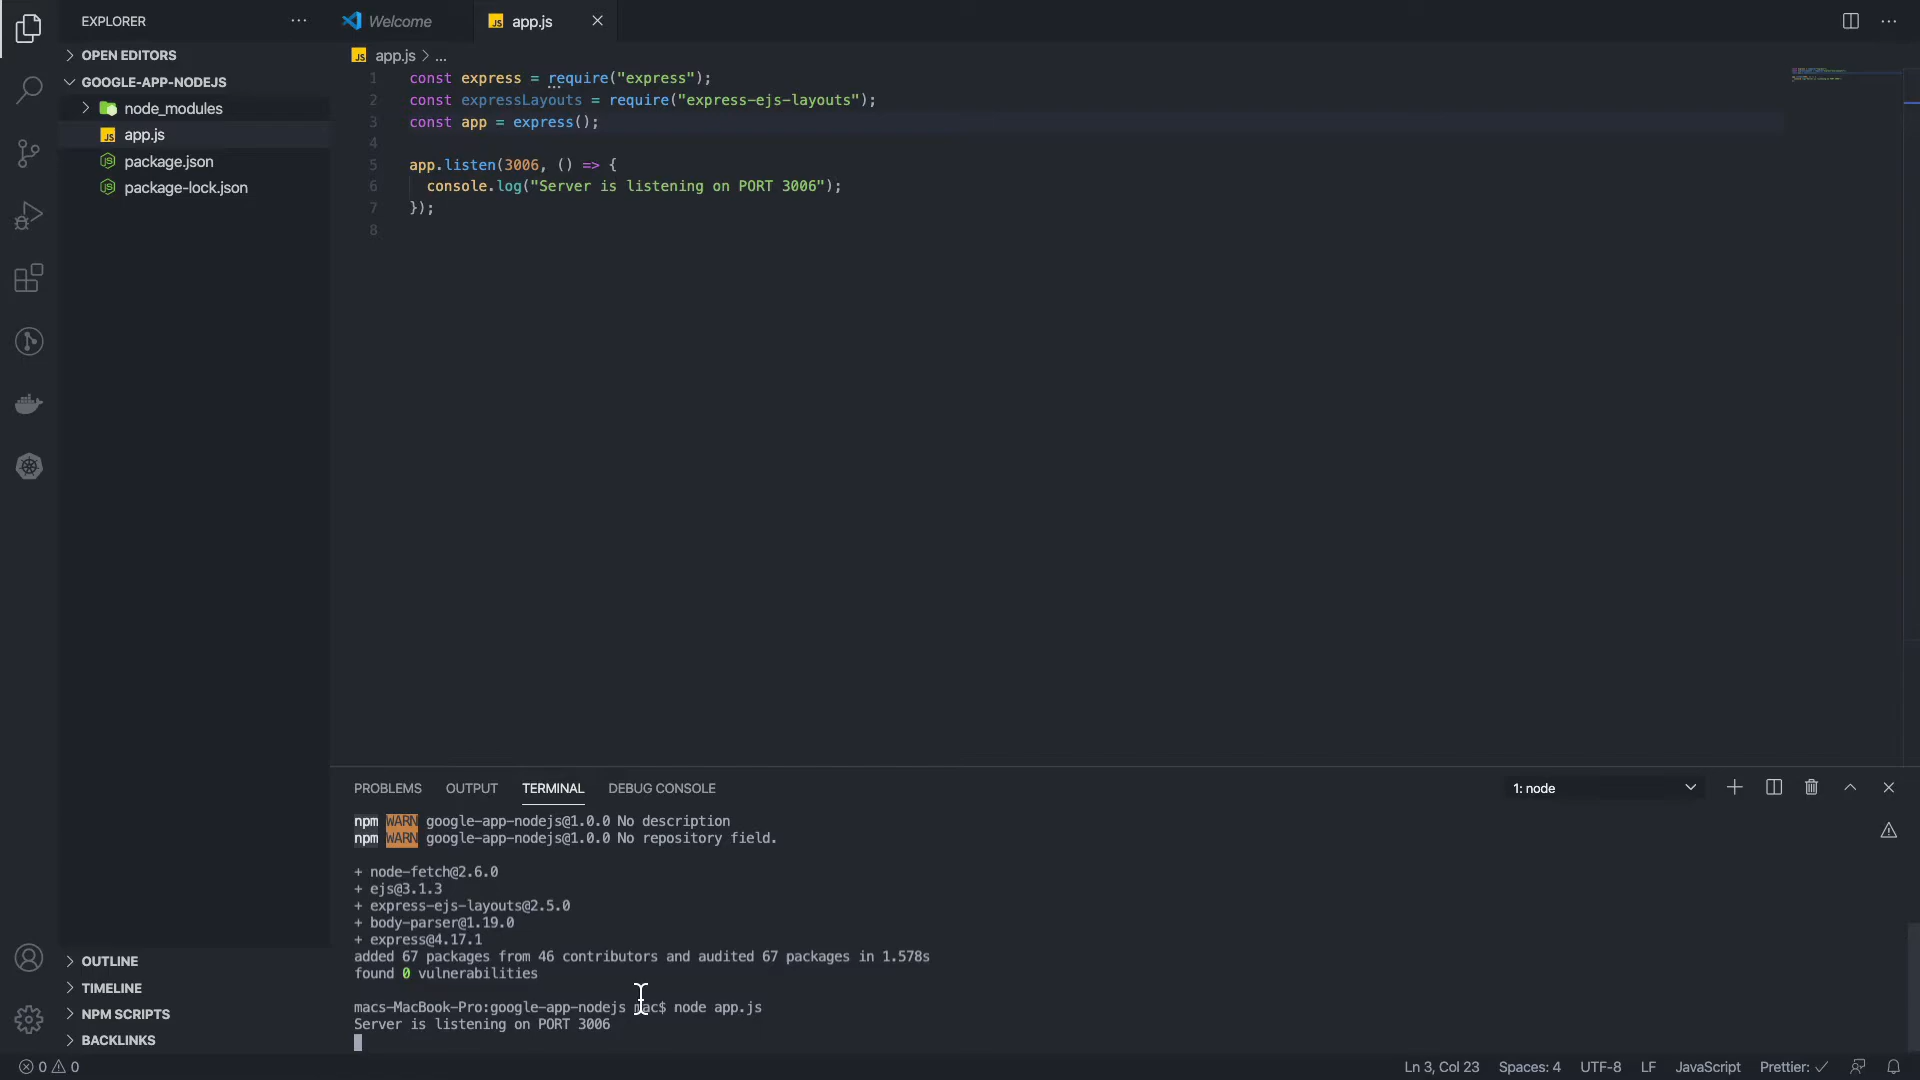 EXPLORER
Welcome
app.js
OPEN EDITORS
GOOGLE-APP-NODEJS
node_modules
app.js
package.json
package-lock.json
app.js > ...
1 const express = require("express");
2 const expressLayouts = require("express-ejs-layouts");
3 const app = express();
4
5 app.listen(3006, () => {
6 console.log("Server is listening on PORT 3006");
7 });
8
PROBLEMS OUTPUT TERMINAL DEBUG CONSOLE
1: node
npm WARN google-app-nodejs@1.0.0 No description
npm WARN google-app-nodejs@1.0.0 No repository field.
+ node-fetch@2.6.0
+ ejs@3.1.3
+ express-ejs-layouts@2.5.0
+ body-parser@1.19.0
+ express@4.17.1
added 67 packages from 46 contributors and audited 67 packages in 1.578s
found 0 vulnerabilities
macs-MacBook-Pro:google-app-nodejs mac$ node app.js
Server is listening on PORT 3006
OUTLINE
TIMELINE
NPM SCRIPTS
BACKLINKS
0 0
Ln 3, Col 23 Spaces: 4 UTF-8 LF JavaScript Prettier: ✓